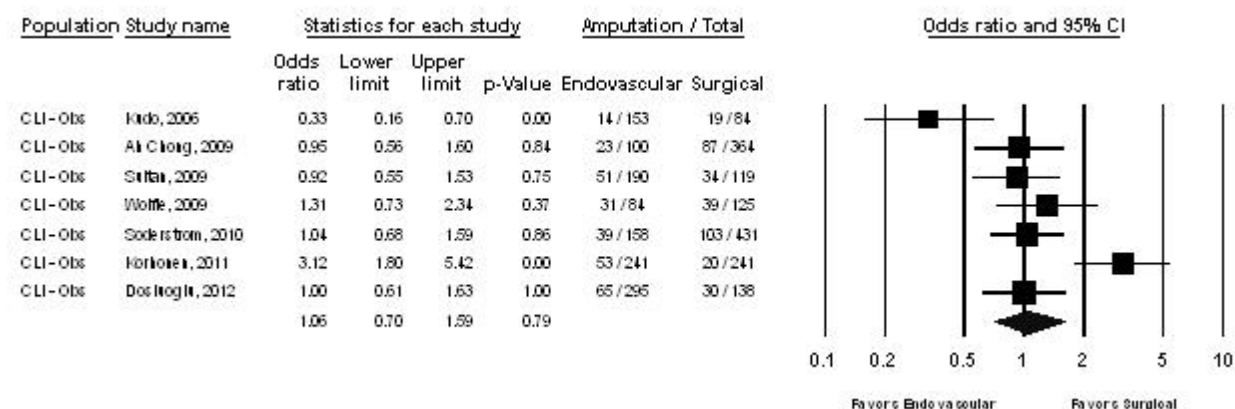 Population Study name Statistics for each study Amputation / Total Odds ratio and 95% CI
Odds Lower Upper
ratio limit limit p-Value Endovascular Surgical
CLI - Obs Kudo, 2006 0.33 0.16 0.70 0.00 14 / 153 19 / 84
CLI - Obs Ah Chong, 2009 0.95 0.56 1.60 0.84 23 / 100 87 / 364
CLI - Obs Sultan, 2009 0.92 0.55 1.53 0.75 51 / 190 34 / 119
CLI - Obs Wolfle, 2009 1.31 0.73 2.34 0.37 31 / 84 39 / 125
CLI - Obs Soderstrom, 2010 1.04 0.68 1.59 0.86 39 / 158 103 / 431
CLI - Obs Korhonen, 2011 3.12 1.80 5.42 0.00 53 / 241 20 / 241
CLI - Obs Dosluoglu, 2012 1.00 0.61 1.63 1.00 65 / 295 30 / 138
1.06 0.70 1.59 0.79
0.1 0.2 0.5 1 2 5 10
Favors Endovascular Favors Surgical